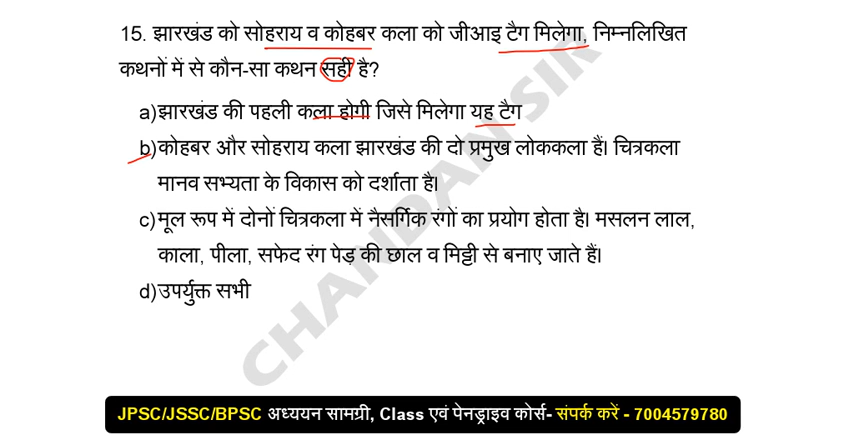 15. झारखंड को सोहराय व कोहबर कला को जीआइ टैग मिलेगा, निम्नलिखित
कथनों में से कौन-सा कथन सही है?
a)झारखंड की पहली कला होगी जिसे मिलेगा यह टैग
b)कोहबर और सोहराय कला झारखंड की दो प्रमुख लोककला हैं। चित्रकला
मानव सभ्यता के विकास को दर्शाता है।
c)मूल रूप में दोनों चित्रकला में नैसर्गिक रंगों का प्रयोग होता है। मसलन लाल,
काला, पीला, सफेद रंग पेड़ की छाल व मिट्टी से बनाए जाते हैं।
d)उपर्युक्त सभी
CHANDAN SIR
JPSC/JSSC/BPSC अध्ययन सामग्री, Class एवं पेनड्राइव कोर्स- संपर्क करें - 7004579780